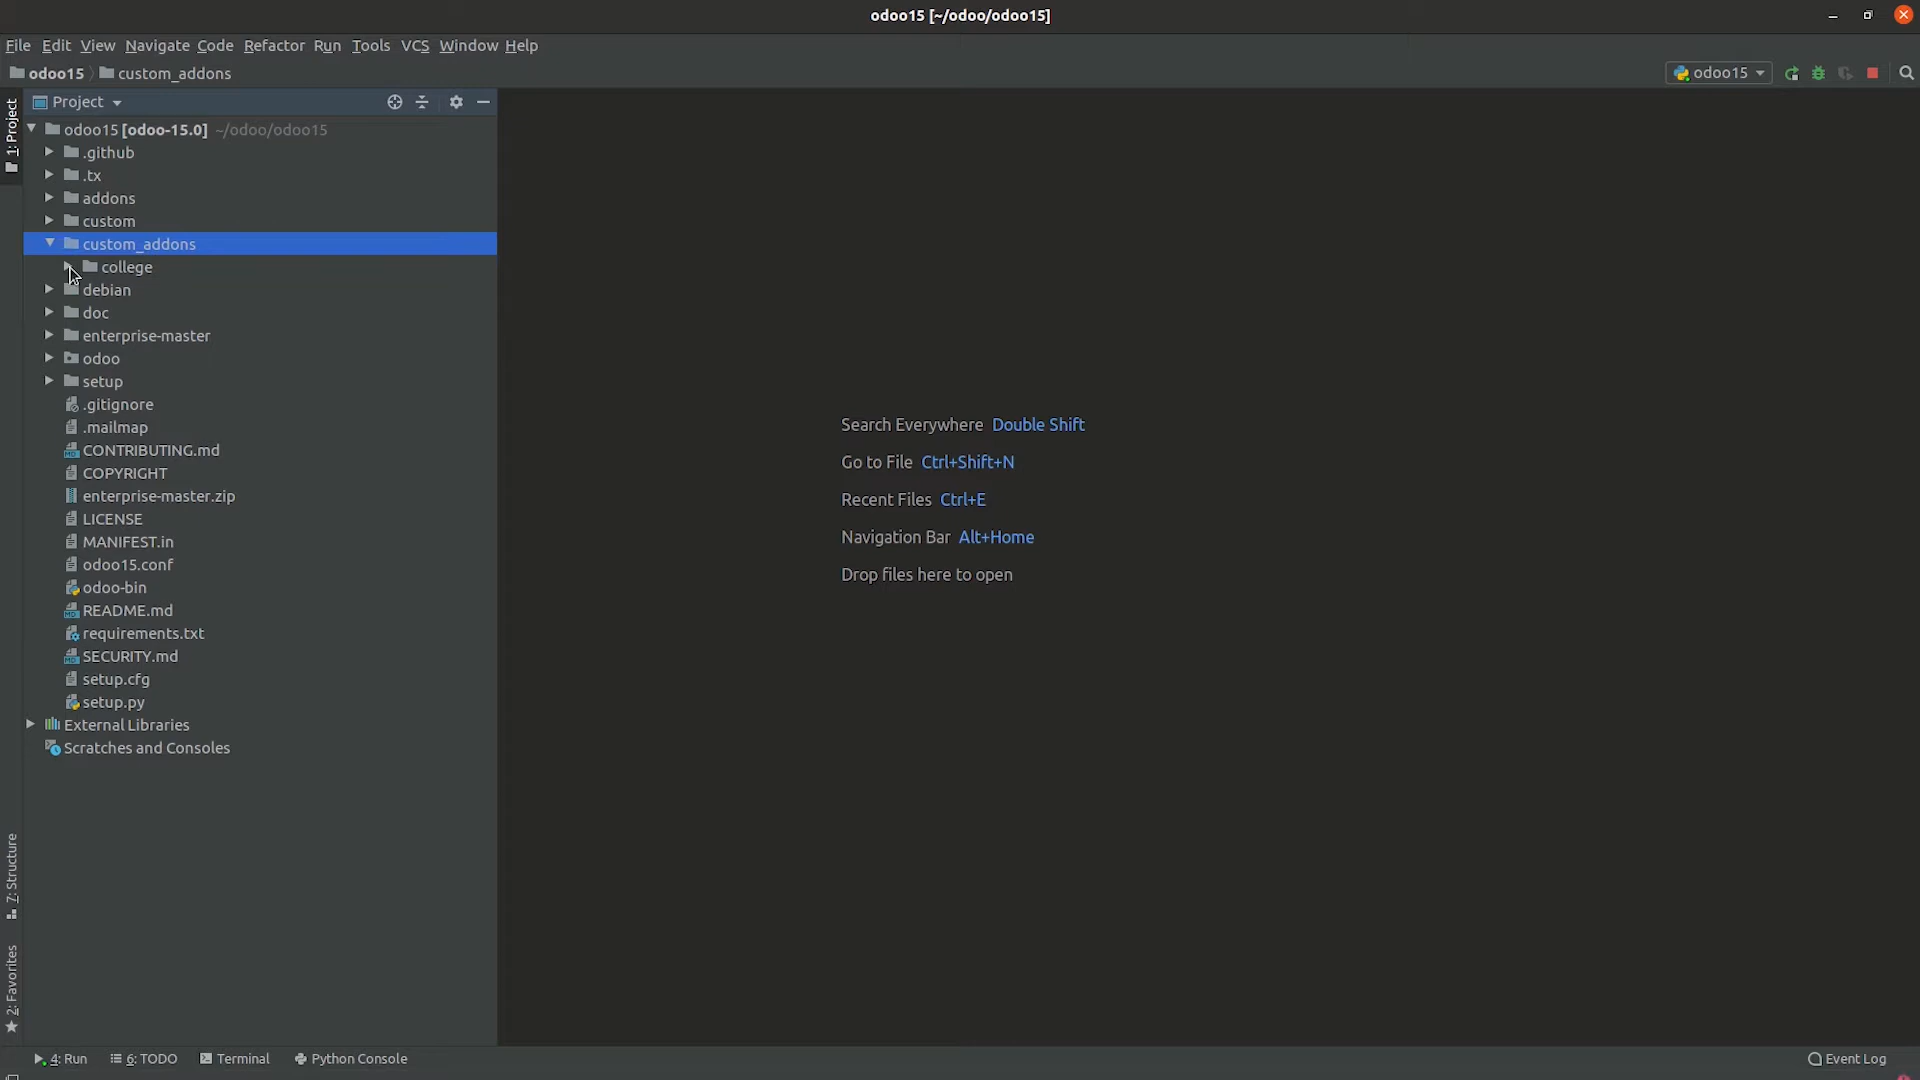 odoo15 [~/odoo/odoo15]
File Edit View Navigate Code Refactor Run Tools VCS Window Help
odoo15 custom_addons
odoo15
Project
1: Project
odoo15 [odoo-15.0] ~/odoo/odoo15
.github
.tx
addons
custom
custom_addons
college
debian
doc
enterprise-master
odoo
setup
.gitignore
.mailmap
CONTRIBUTING.md
COPYRIGHT
enterprise-master.zip
LICENSE
MANIFEST.in
odoo15.conf
odoo-bin
README.md
requirements.txt
SECURITY.md
setup.cfg
setup.py
External Libraries
Scratches and Consoles
Search Everywhere Double Shift
Go to File Ctrl+Shift+N
Recent Files Ctrl+E
Navigation Bar Alt+Home
Drop files here to open
7: Structure
2: Favorites
4: Run 6: TODO Terminal Python Console Event Log